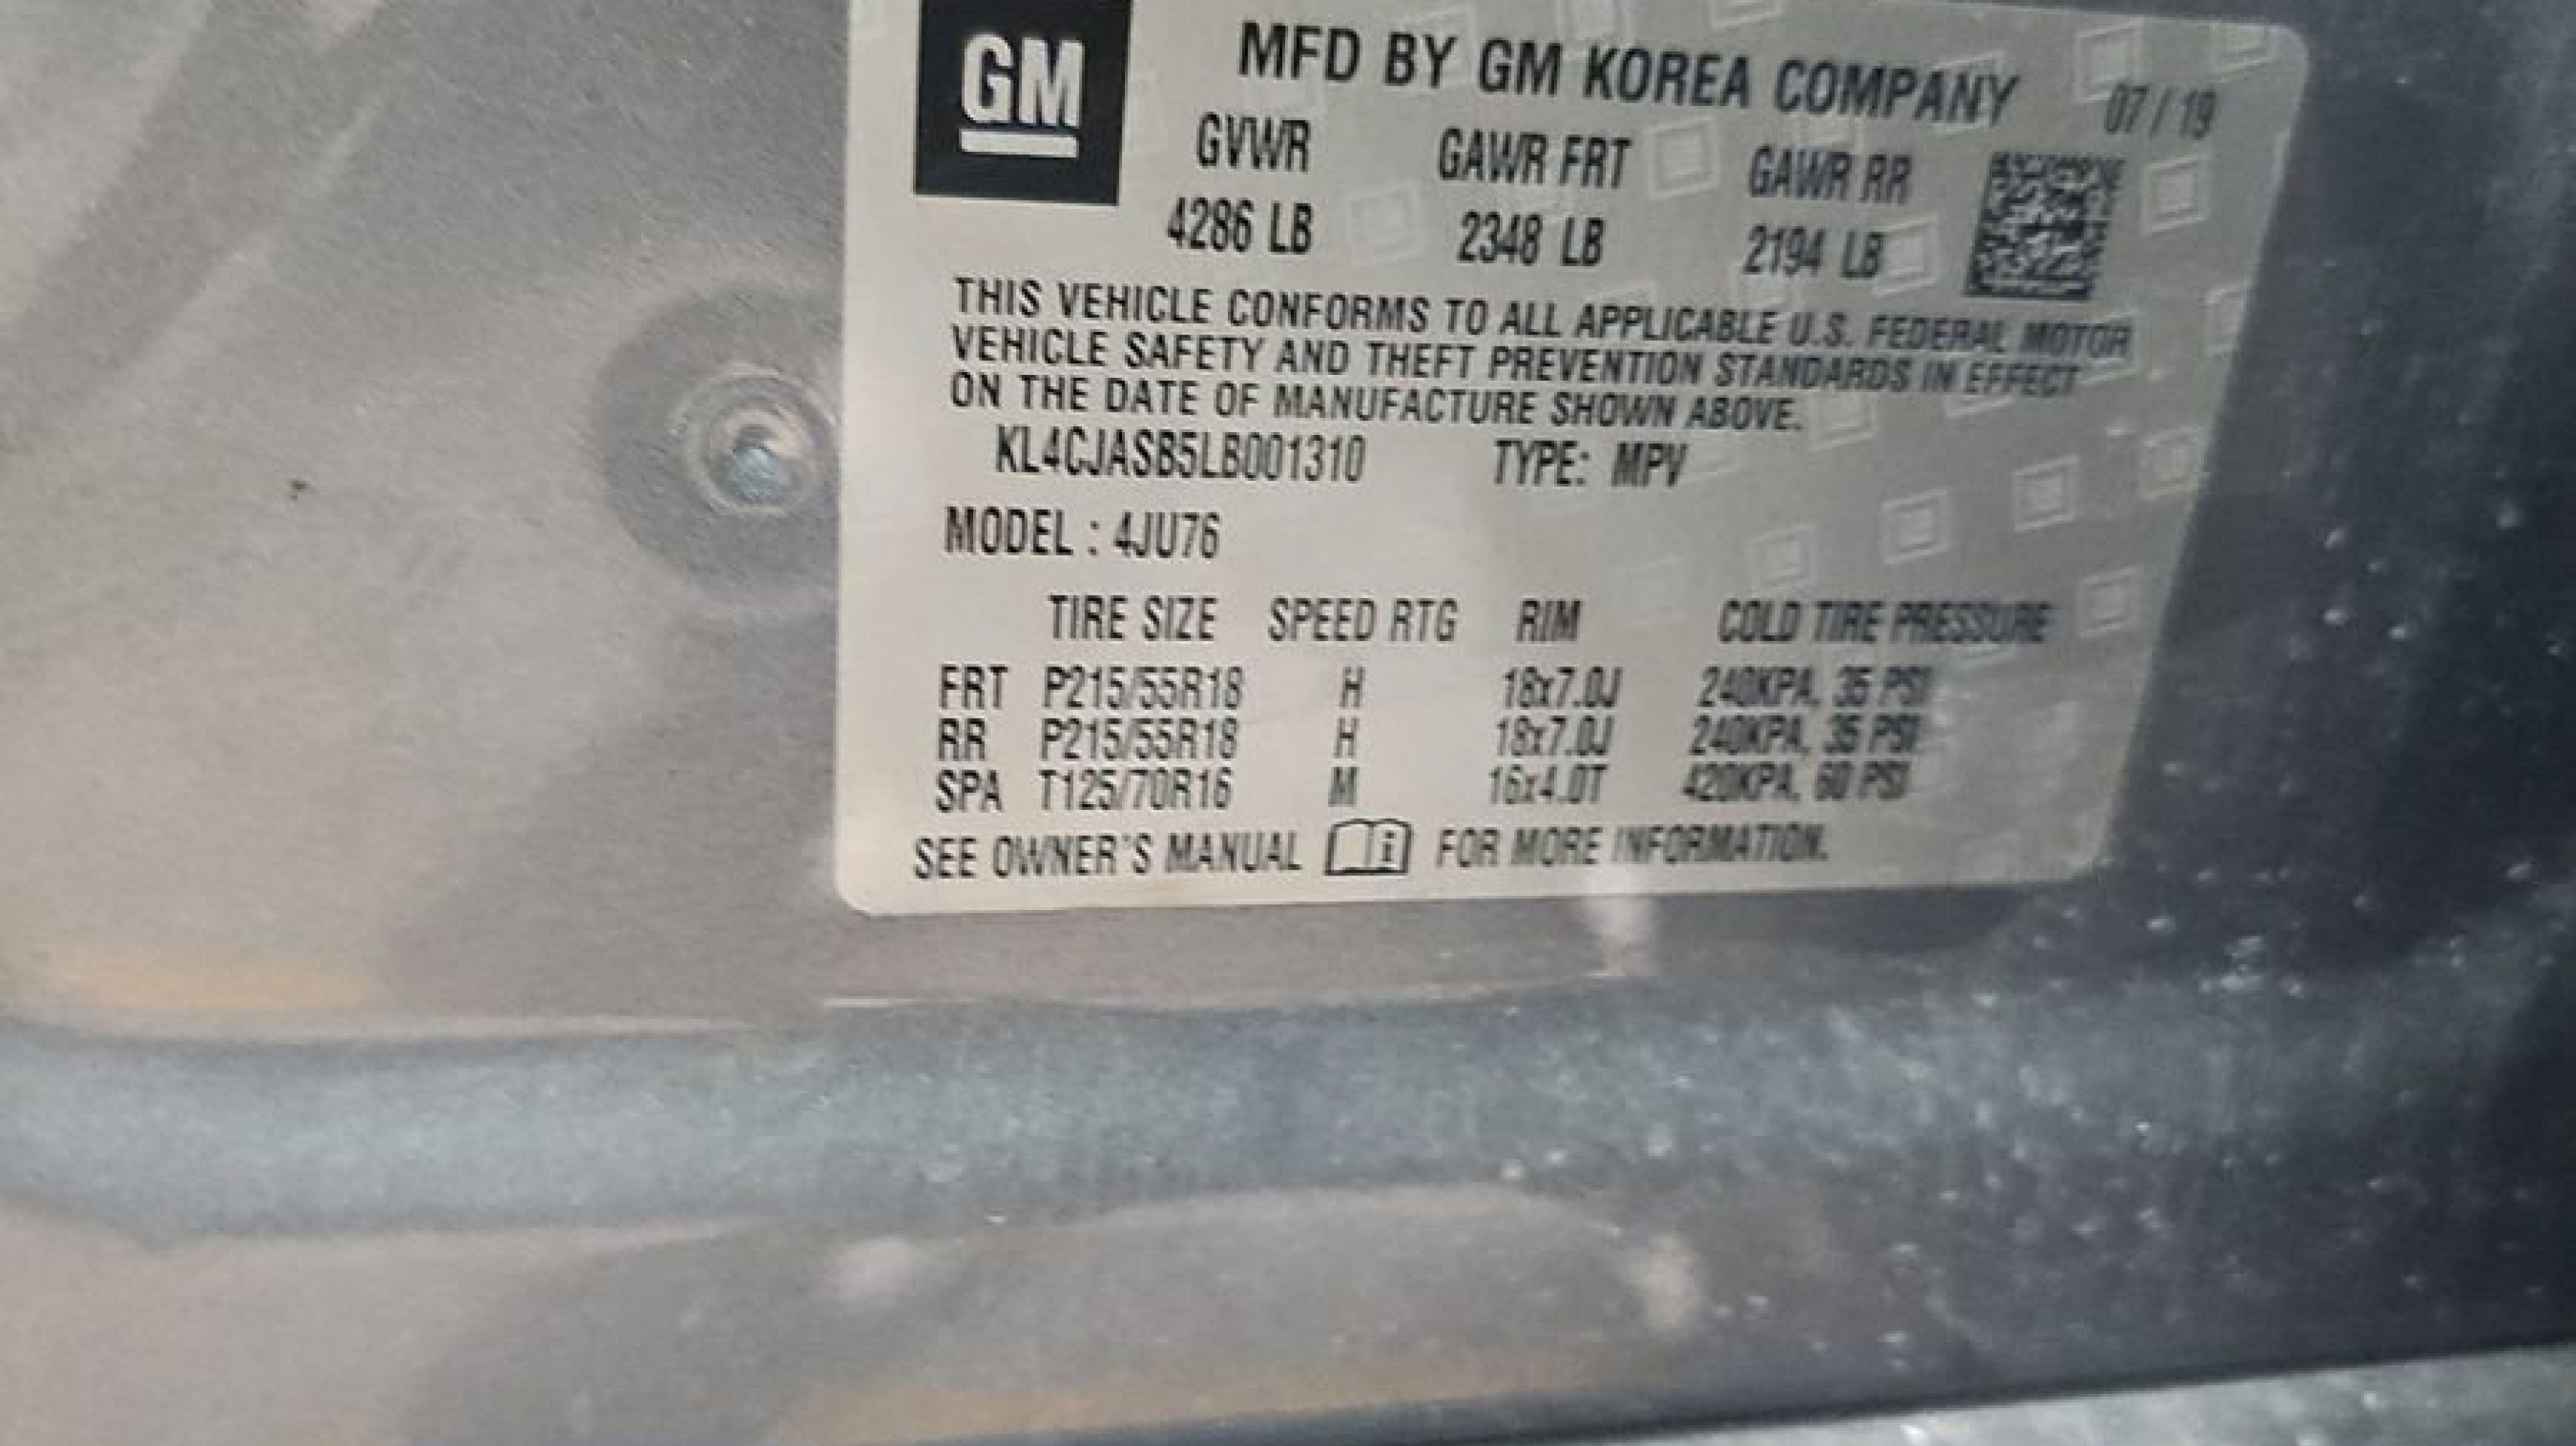 GM
MFD BY GM KOREA COMPANY 07/19
GVWR GAWR FRT GAWR RR
4286 LB 2348 LB 2194 LB
THIS VEHICLE CONFORMS TO ALL APPLICABLE U.S. FEDERAL MOTOR
VEHICLE SAFETY AND THEFT PREVENTION STANDARDS IN EFFECT
ON THE DATE OF MANUFACTURE SHOWN ABOVE.
KL4CJASB5LB001310 TYPE: MPV
MODEL : 4JU76
TIRE SIZE SPEED RTG RIM COLD TIRE PRESSURE
FRT P215/55R18 H 18x7.0J 240KPA, 35 PSI
RR P215/55R18 H 18x7.0J 240KPA, 35 PSI
SPA T125/70R16 M 16x4.0T 420KPA, 60 PSI
SEE OWNER'S MANUAL FOR MORE INFORMATION.